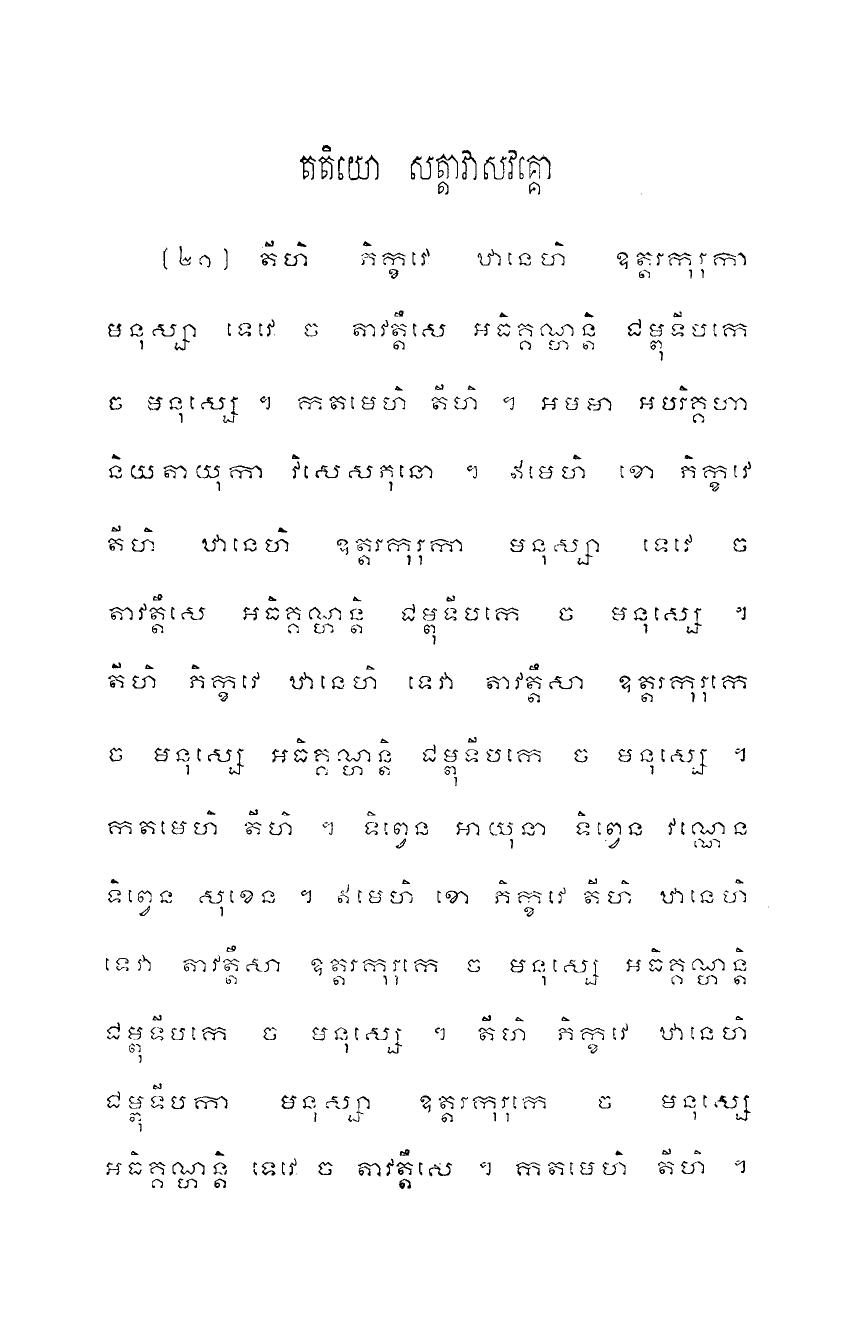 តតិយោ សត្តាវាសវគ្គោ
(២១) តីហិ ភិក្ខវេ ឋានេហិ ឧត្តរកុរុកា
មនុស្សា ទេវេ ច តាវត្តឹសេ អធិគ្គណ្ហន្តិ ជម្ពុទីបកេ
ច មនុស្សេ ។ កតមេហិ តីហិ ។ អមមា អបរិគ្គហា
និយតាយុកា វិសេសភុនោ ។ ឥមេហិ ខោ ភិក្ខវេ
តីហិ ឋានេហិ ឧត្តរកុរុកា មនុស្សា ទេវេ ច
តាវត្តឹសេ អធិគ្គណ្ហន្តិ ជម្ពុទីបកេ ច មនុស្សេ ។
តីហិ ភិក្ខវេ ឋានេហិ ទេវា តាវត្តឹសា ឧត្តរកុរុកេ
ច មនុស្សេ អធិគ្គណ្ហន្តិ ជម្ពុទីបកេ ច មនុស្សេ ។
កតមេហិ តីហិ ។ ទិព្វេន អាយុនា ទិព្វេន វណ្ណេន
ទិព្វេន សុខេន ។ ឥមេហិ ខោ ភិក្ខវេ តីហិ ឋានេហិ
ទេវា តាវត្តឹសា ឧត្តរកុរុកេ ច មនុស្សេ អធិគ្គណ្ហន្តិ
ជម្ពុទីបកេ ច មនុស្សេ ។ តីហិ ភិក្ខវេ ឋានេហិ
ជម្ពុទីបកា មនុស្សា ឧត្តរកុរុកេ ច មនុស្សេ
អធិគ្គណ្ហន្តិ ទេវេ ច តាវត្តឹសេ ។ កតមេហិ តីហិ ។